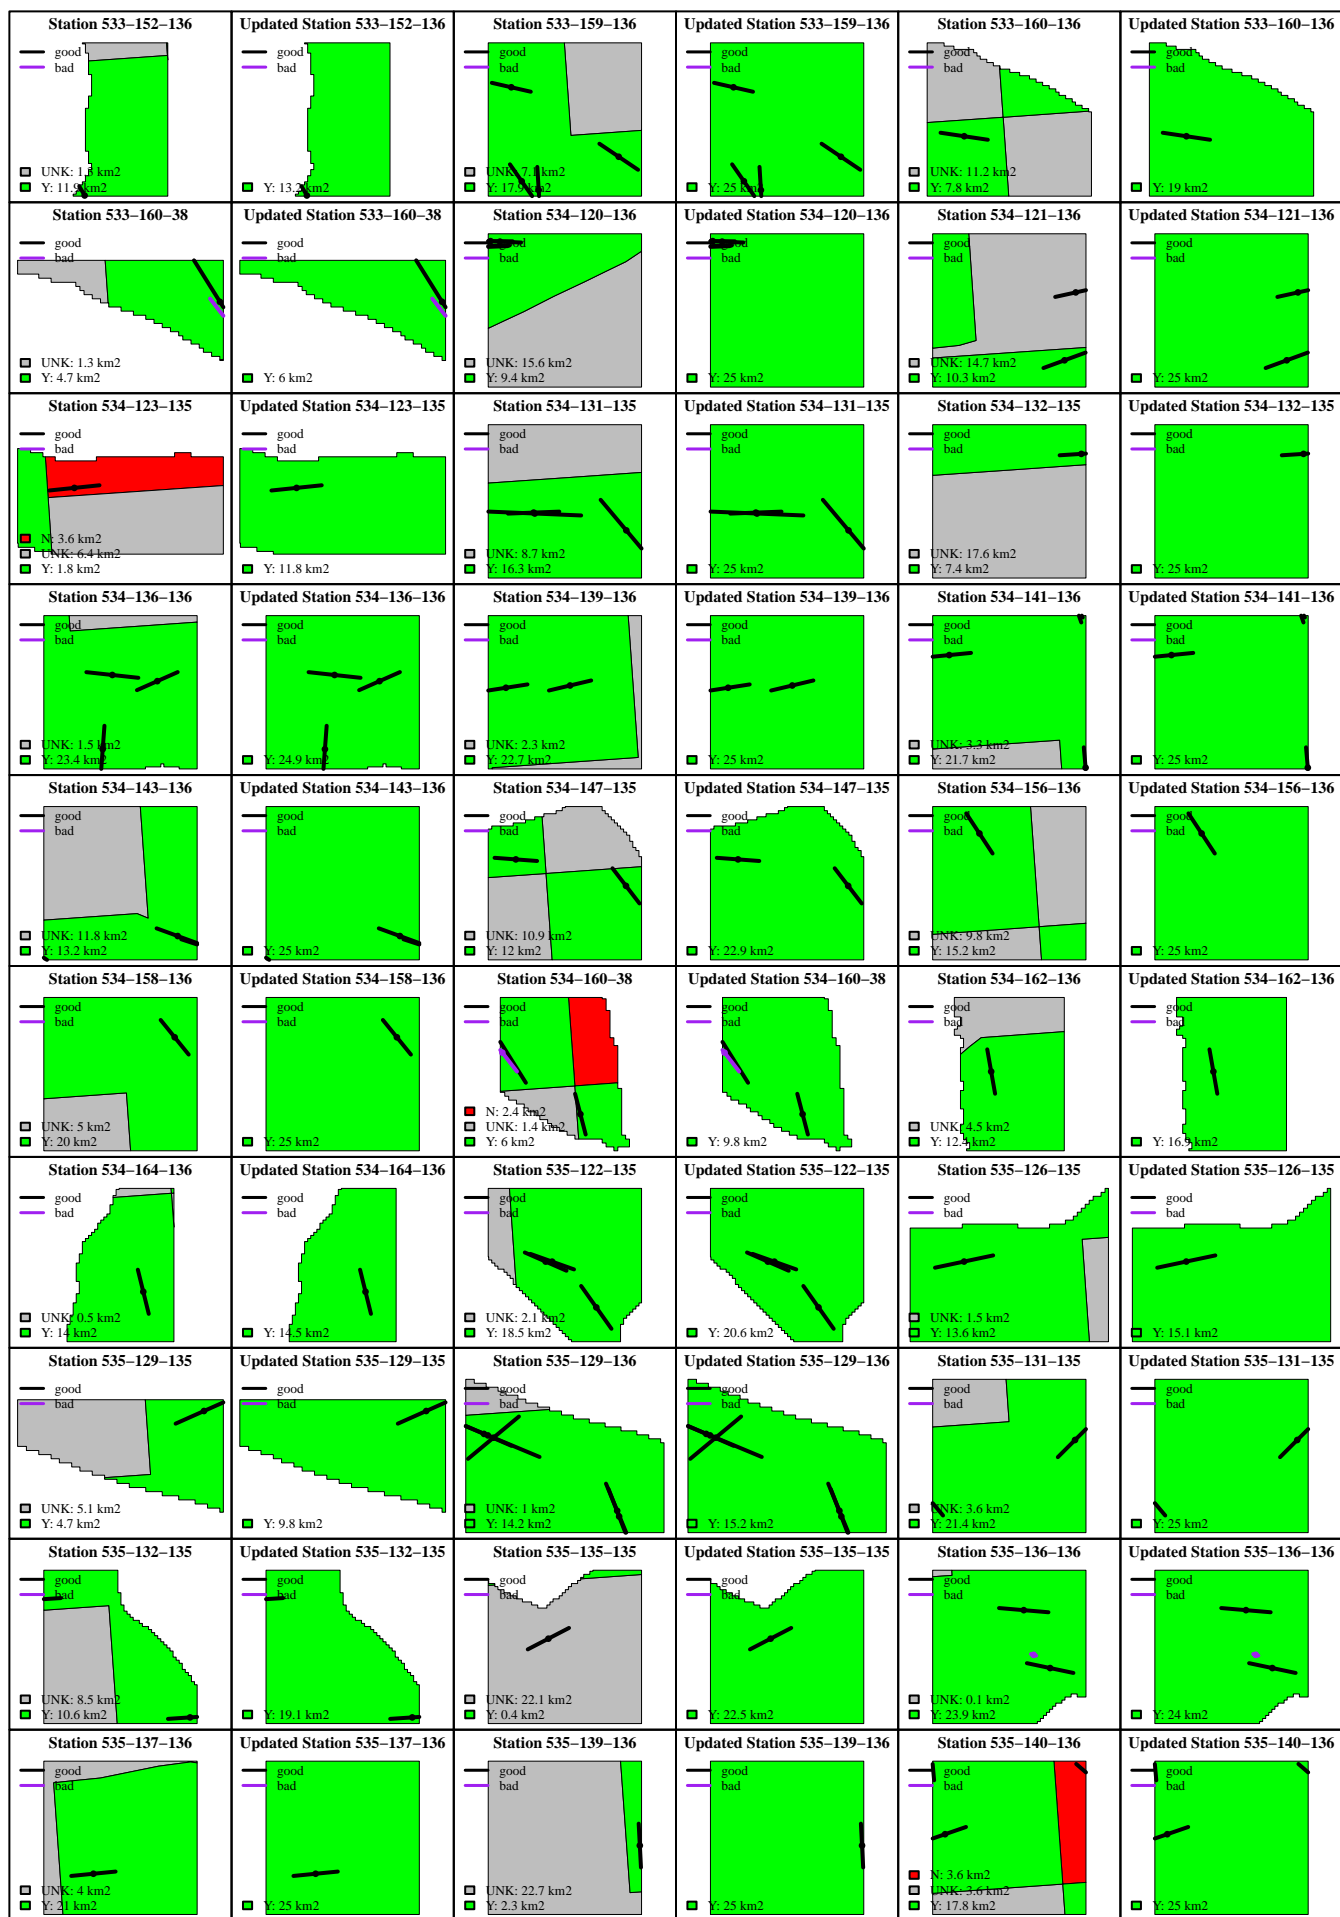 Station 533−152−136
good
bad
UNK: 1.3 km2
Y: 11.9 km2
Updated Station 533−152−136
good
bad
Y: 13.2 km2
Station 533−159−136
good
bad
UNK: 7.1 km2
Y: 17.9 km2
Updated Station 533−159−136
good
bad
Y: 25 km2
Station 533−160−136
good
bad
UNK: 11.2 km2
Y: 7.8 km2
Updated Station 533−160−136
good
bad
Y: 19 km2
Station 533−160−38
good
bad
UNK: 1.3 km2
Y: 4.7 km2
Updated Station 533−160−38
good
bad
Y: 6 km2
Station 534−120−136
good
bad
UNK: 15.6 km2
Y: 9.4 km2
Updated Station 534−120−136
good
bad
Y: 25 km2
Station 534−121−136
good
bad
UNK: 14.7 km2
Y: 10.3 km2
Updated Station 534−121−136
good
bad
Y: 25 km2
Station 534−123−135
good
bad
N: 3.6 km2
UNK: 6.4 km2
Y: 1.8 km2
Updated Station 534−123−135
good
bad
Y: 11.8 km2
Station 534−131−135
good
bad
UNK: 8.7 km2
Y: 16.3 km2
Updated Station 534−131−135
good
bad
Y: 25 km2
Station 534−132−135
good
bad
UNK: 17.6 km2
Y: 7.4 km2
Updated Station 534−132−135
good
bad
Y: 25 km2
Station 534−136−136
good
bad
UNK: 1.5 km2
Y: 23.4 km2
Updated Station 534−136−136
good
bad
Y: 24.9 km2
Station 534−139−136
good
bad
UNK: 2.3 km2
Y: 22.7 km2
Updated Station 534−139−136
good
bad
Y: 25 km2
Station 534−141−136
good
bad
UNK: 3.3 km2
Y: 21.7 km2
Updated Station 534−141−136
good
bad
Y: 25 km2
Station 534−143−136
good
bad
UNK: 11.8 km2
Y: 13.2 km2
Updated Station 534−143−136
good
bad
Y: 25 km2
Station 534−147−135
good
bad
UNK: 10.9 km2
Y: 12 km2
Updated Station 534−147−135
good
bad
Y: 22.9 km2
Station 534−156−136
good
bad
UNK: 9.8 km2
Y: 15.2 km2
Updated Station 534−156−136
good
bad
Y: 25 km2
Station 534−158−136
good
bad
UNK: 5 km2
Y: 20 km2
Updated Station 534−158−136
good
bad
Y: 25 km2
Station 534−160−38
good
bad
N: 2.4 km2
UNK: 1.4 km2
Y: 6 km2
Updated Station 534−160−38
good
bad
Y: 9.8 km2
Station 534−162−136
good
bad
UNK: 4.5 km2
Y: 12.4 km2
Updated Station 534−162−136
good
bad
Y: 16.9 km2
Station 534−164−136
good
bad
UNK: 0.5 km2
Y: 14 km2
Updated Station 534−164−136
good
bad
Y: 14.5 km2
Station 535−122−135
good
bad
UNK: 2.1 km2
Y: 18.5 km2
Updated Station 535−122−135
good
bad
Y: 20.6 km2
Station 535−126−135
good
bad
UNK: 1.5 km2
Y: 13.6 km2
Updated Station 535−126−135
good
bad
Y: 15.1 km2
Station 535−129−135
good
bad
UNK: 5.1 km2
Y: 4.7 km2
Updated Station 535−129−135
good
bad
Y: 9.8 km2
Station 535−129−136
good
bad
UNK: 1 km2
Y: 14.2 km2
Updated Station 535−129−136
good
bad
Y: 15.2 km2
Station 535−131−135
good
bad
UNK: 3.6 km2
Y: 21.4 km2
Updated Station 535−131−135
good
bad
Y: 25 km2
Station 535−132−135
good
bad
UNK: 8.5 km2
Y: 10.6 km2
Updated Station 535−132−135
good
bad
Y: 19.1 km2
Station 535−135−135
good
bad
UNK: 22.1 km2
Y: 0.4 km2
Updated Station 535−135−135
good
bad
Y: 22.5 km2
Station 535−136−136
good
bad
UNK: 0.1 km2
Y: 23.9 km2
Updated Station 535−136−136
good
bad
Y: 24 km2
Station 535−137−136
good
bad
UNK: 4 km2
Y: 21 km2
Updated Station 535−137−136
good
bad
Y: 25 km2
Station 535−139−136
good
bad
UNK: 22.7 km2
Y: 2.3 km2
Updated Station 535−139−136
good
bad
Y: 25 km2
Station 535−140−136
good
bad
N: 3.6 km2
UNK: 3.6 km2
Y: 17.8 km2
Updated Station 535−140−136
good
bad
Y: 25 km2